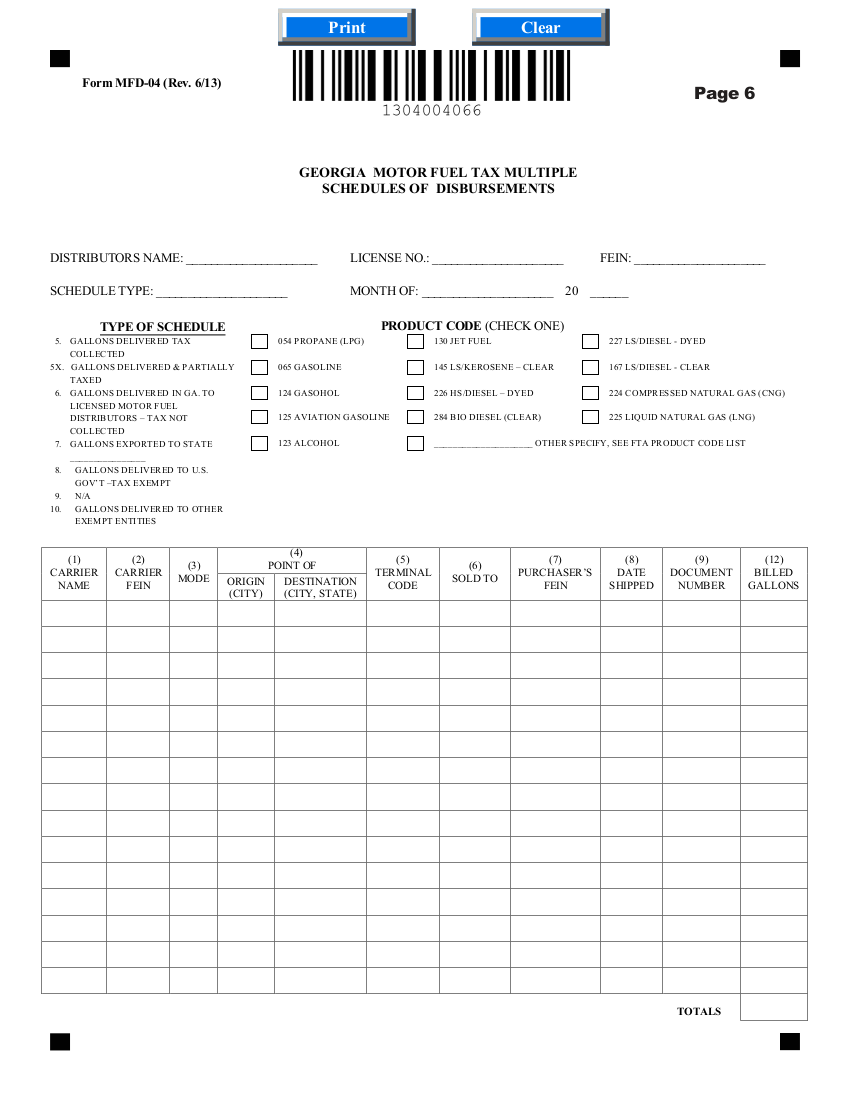 Print Clear
Form MFD-04 (Rev. 6/13)
1304004066
Page 6
GEORGIA MOTOR FUEL TAX MULTIPLE
SCHEDULES OF DISBURSEMENTS
DISTRIBUTORS NAME: ____________________ LICENSE NO.: ____________________ FEIN: ____________________
SCHEDULE TYPE: ____________________ MONTH OF: ____________________ 20 ______
TYPE OF SCHEDULE
5. GALLONS DELIVERED TAX
COLLECTED
5X. GALLONS DELIVERED & PARTIALLY
TAXED
6. GALLONS DELIVERED IN GA. TO
LICENSED MOTOR FUEL
DISTRIBUTORS – TAX NOT
COLLECTED
7. GALLONS EXPORTED TO STATE
________________
8. GALLONS DELIVERED TO U.S.
GOV'T –TAX EXEMPT
9. N/A
10. GALLONS DELIVERED TO OTHER
EXEMPT ENTITIES
PRODUCT CODE (CHECK ONE)
054 PROPANE (LPG) 130 JET FUEL 227 LS/DIESEL - DYED
065 GASOLINE 145 LS/KEROSENE – CLEAR 167 LS/DIESEL - CLEAR
124 GASOHOL 226 HS/DIESEL – DYED 224 COMPRESSED NATURAL GAS (CNG)
125 AVIATION GASOLINE 284 BIO DIESEL (CLEAR) 225 LIQUID NATURAL GAS (LNG)
123 ALCOHOL ____________________ OTHER SPECIFY, SEE FTA PRODUCT CODE LIST
(1)
CARRIER
NAME
(2)
CARRIER
FEIN
(3)
MODE
(4)
POINT OF
ORIGIN
(CITY)
DESTINATION
(CITY, STATE)
(5)
TERMINAL
CODE
(6)
SOLD TO
(7)
PURCHASER'S
FEIN
(8)
DATE
SHIPPED
(9)
DOCUMENT
NUMBER
(12)
BILLED
GALLONS
TOTALS